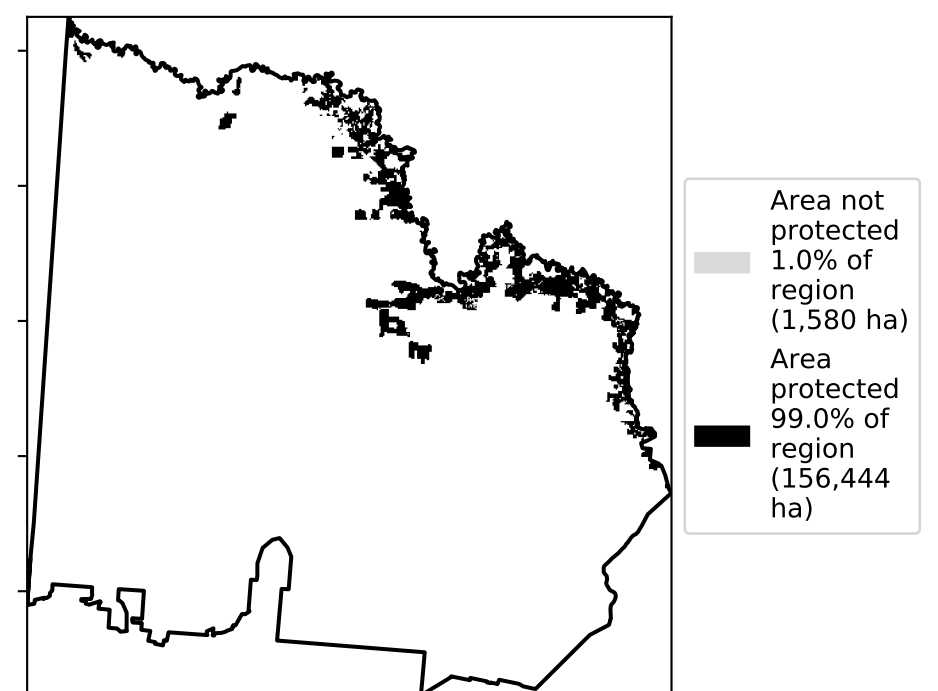 Area not
protected
1.0% of
region
(1,580 ha)
Area
protected
99.0% of
region
(156,444
ha)